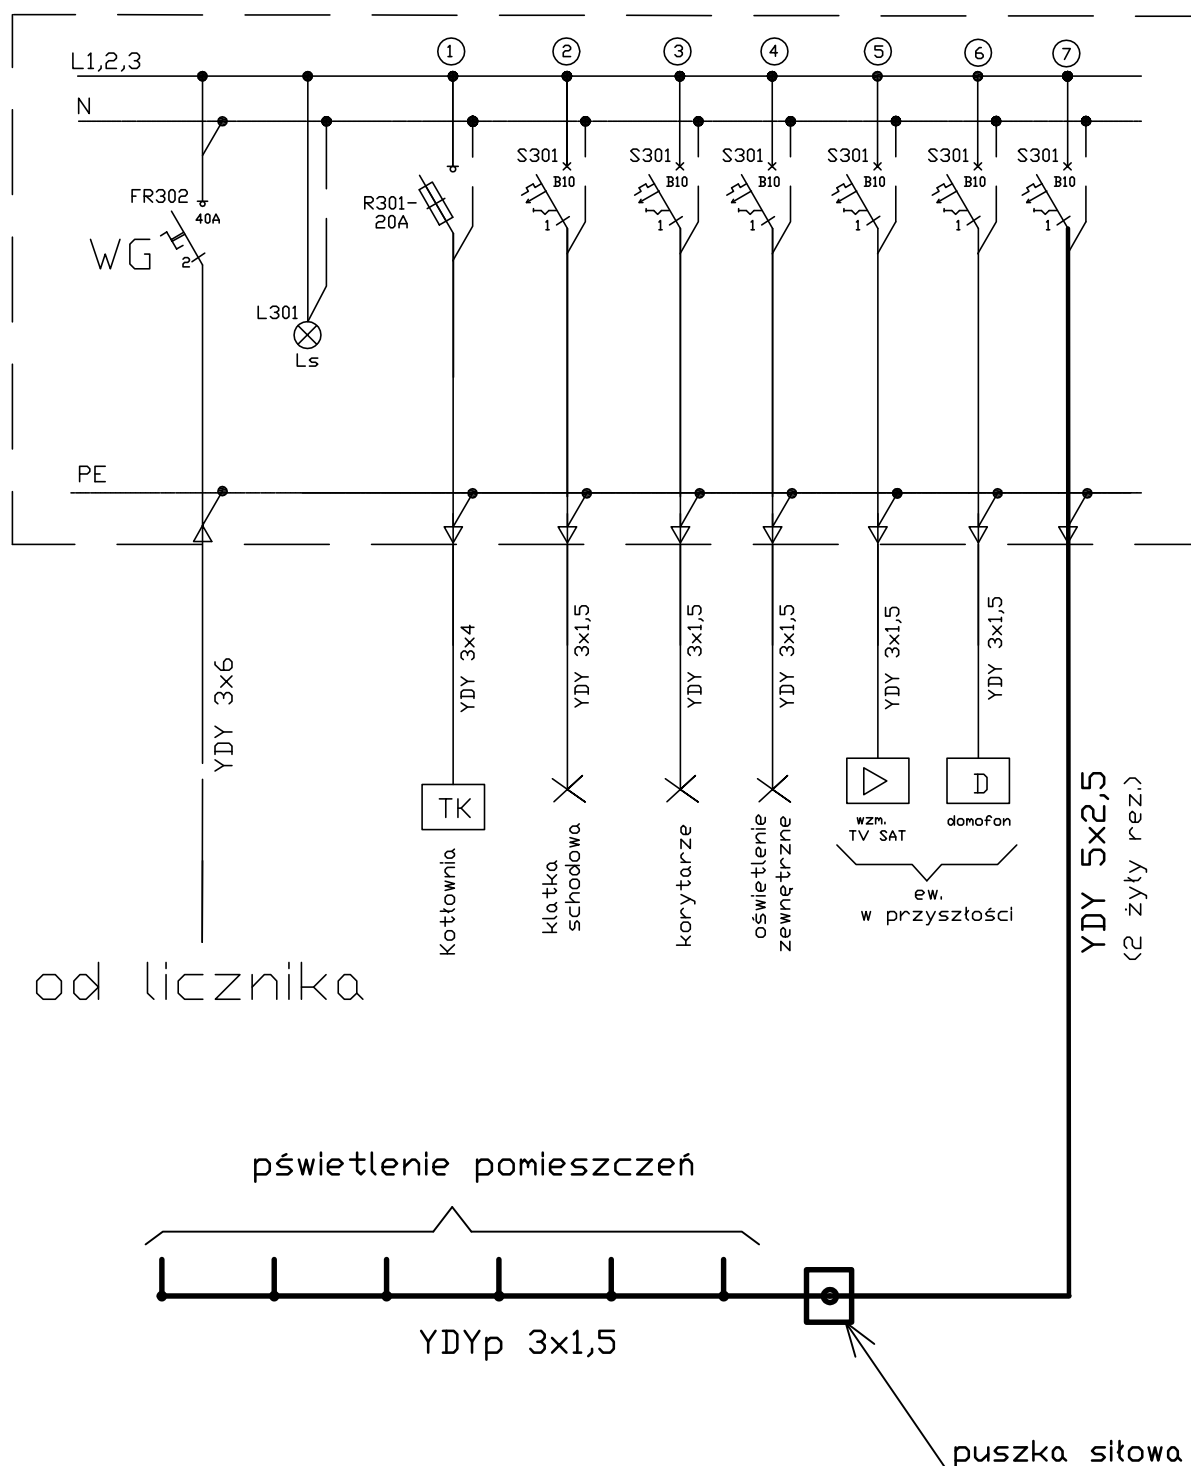 1 2 3 4 5 6 7
L1,2,3
N
S301 S301 S301 S301 S301 S301
B10 B10 B10 B10 B10 B10
FR302
R301-
20A
40A
1 1 1 1 1 1
WG
2
L301
Ls
PE
YDY 3x6
YDY 3x4
YDY 3x1,5
YDY 3x1,5
YDY 3x1,5
YDY 3x1,5
YDY 3x1,5
YDY 5x2,5
(2 żyły rez.)
TK
Kotłownia
klatka
schodowa
korytarze
oświetlenie
zewnętrzne
wzm.
TV SAT
D
domofon
ew.
w przyszłości
od licznika
pświetlenie pomieszczeń
YDYp 3x1,5
puszka siłowa